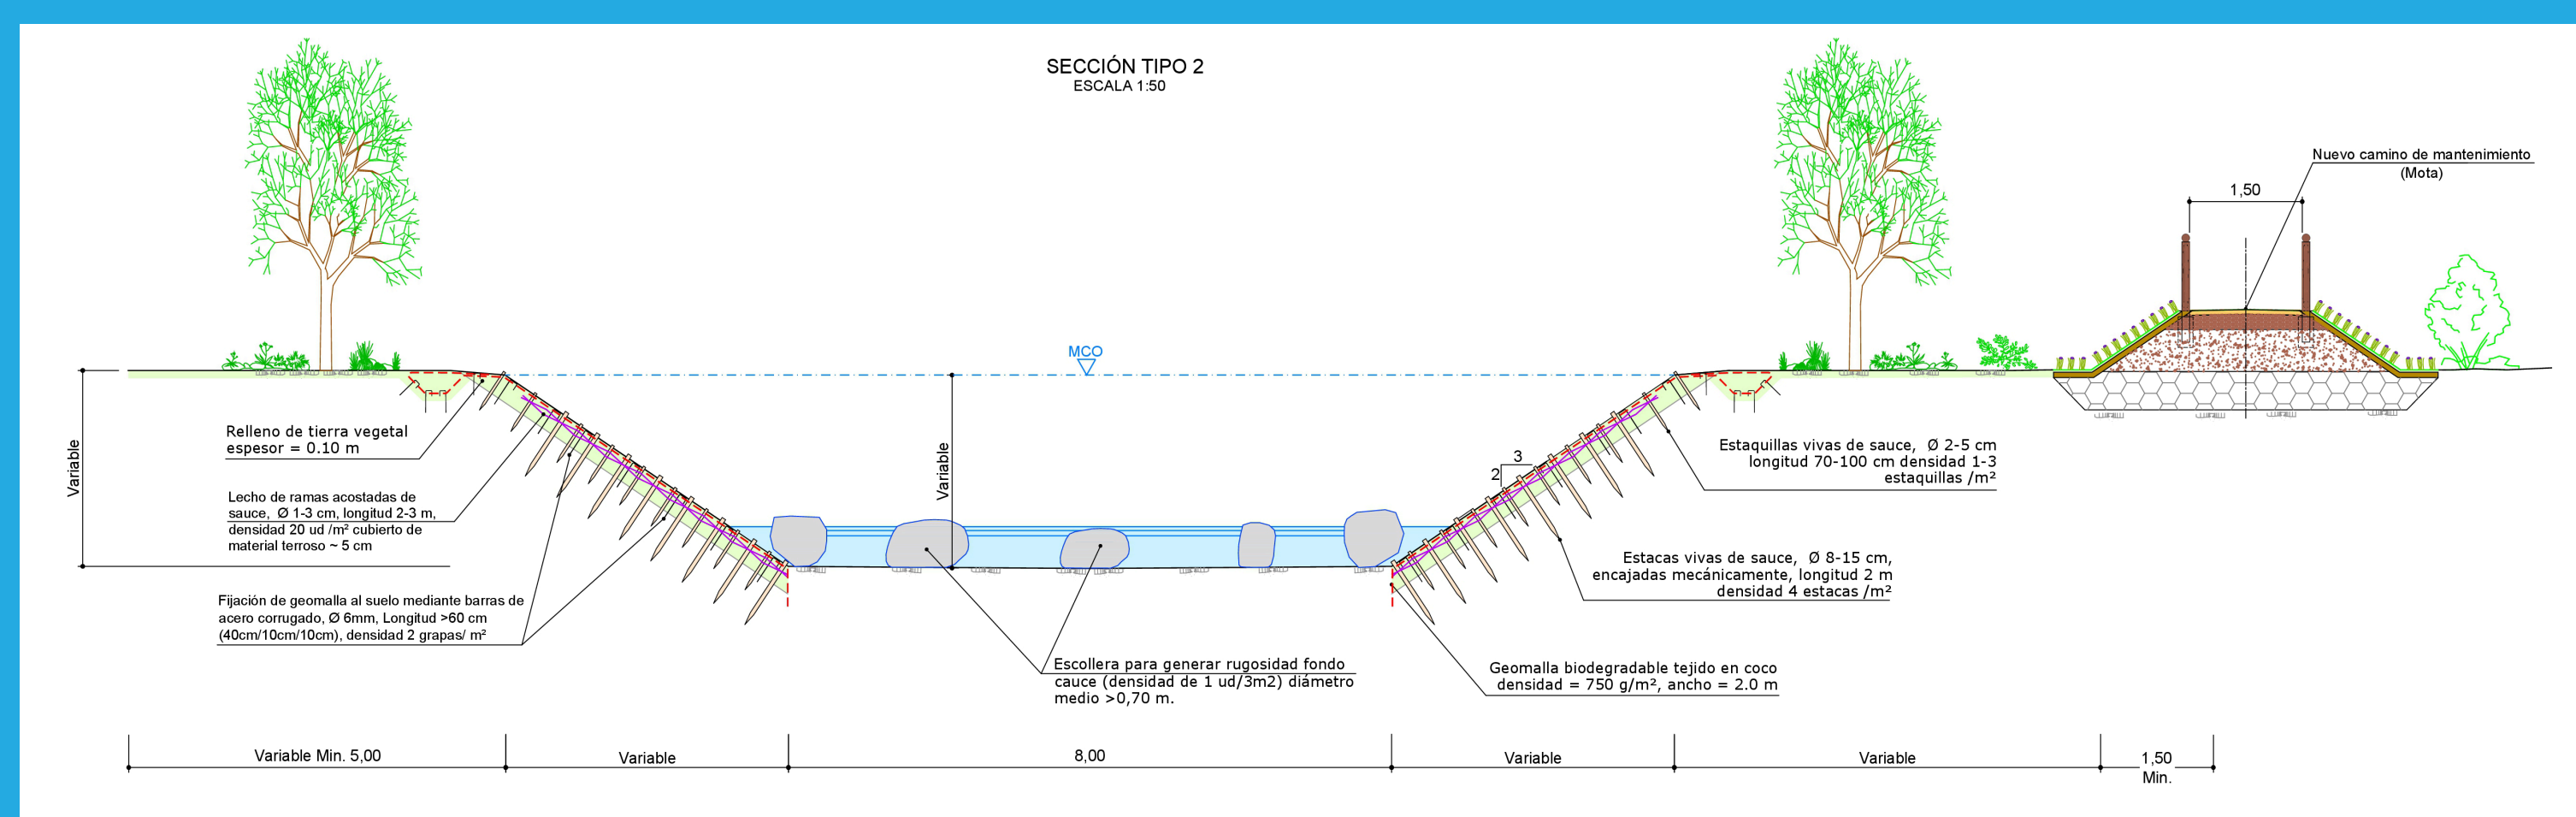 SECCIÓN TIPO 2
ESCALA 1:50
Nuevo camino de mantenimiento
(Mota)
1,50
MCO
Relleno de tierra vegetal
espesor = 0.10 m
Variable
Variable
Lecho de ramas acostadas de
sauce, Ø 1-3 cm, longitud 2-3 m,
densidad 20 ud /m² cubierto de
material terroso ~ 5 cm
Fijación de geomalla al suelo mediante barras de
acero corrugado, Ø 6mm, Longitud >60 cm
(40cm/10cm/10cm), densidad 2 grapas/ m²
3
2
Estaquillas vivas de sauce, Ø 2-5 cm
longitud 70-100 cm densidad 1-3
estaquillas /m²
Estacas vivas de sauce, Ø 8-15 cm,
encajadas mecánicamente, longitud 2 m
densidad 4 estacas /m²
Escollera para generar rugosidad fondo
cauce (densidad de 1 ud/3m2) diámetro
medio >0,70 m.
Geomalla biodegradable tejido en coco
densidad = 750 g/m², ancho = 2.0 m
Variable Min. 5,00
Variable
8,00
Variable
Variable
1,50
Min.